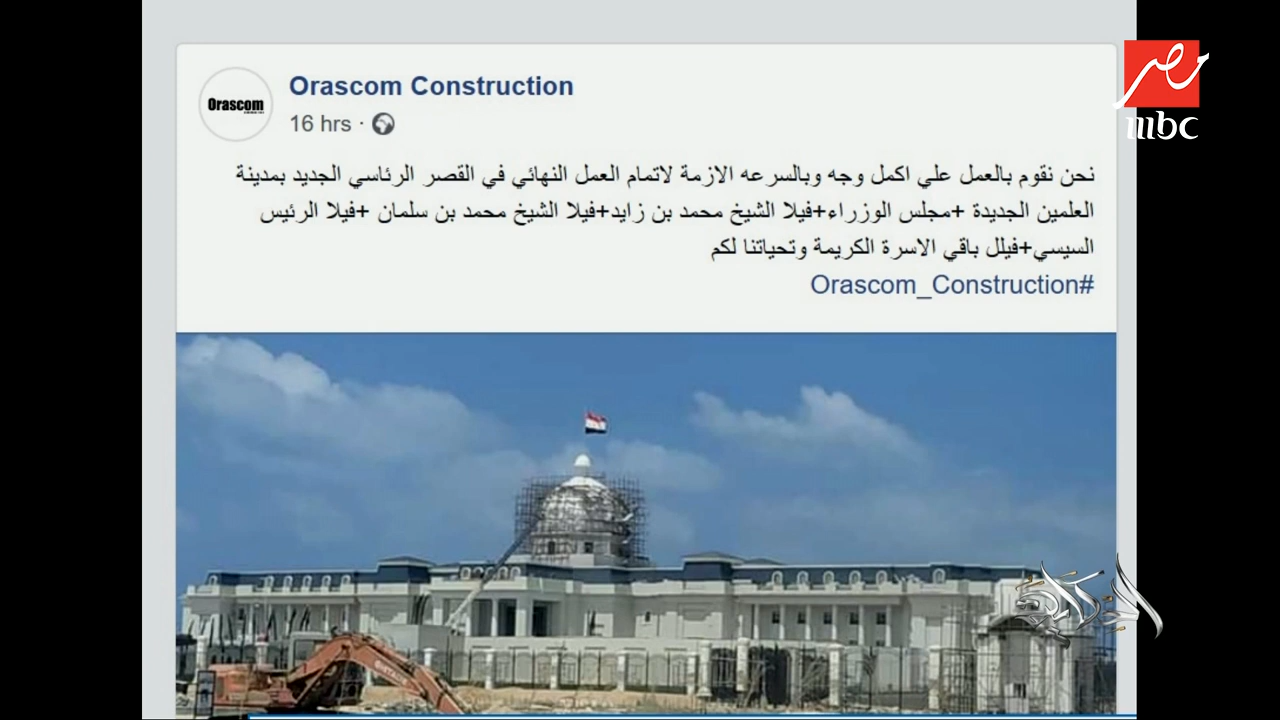 Orascom Construction
Orascom
16 hrs ·
نحن نقوم بالعمل علي اكمل وجه وبالسرعه الازمة لاتمام العمل النهائي في القصر الرئاسي الجديد بمدينة
العلمين الجديدة +مجلس الوزراء+فيلا الشيخ محمد بن زايد+فيلا الشيخ محمد بن سلمان +فيلا الرئيس
السيسي+فيلل باقي الاسرة الكريمة وتحياتنا لكم
#Orascom_Construction
مصر
mbc
الحكاية